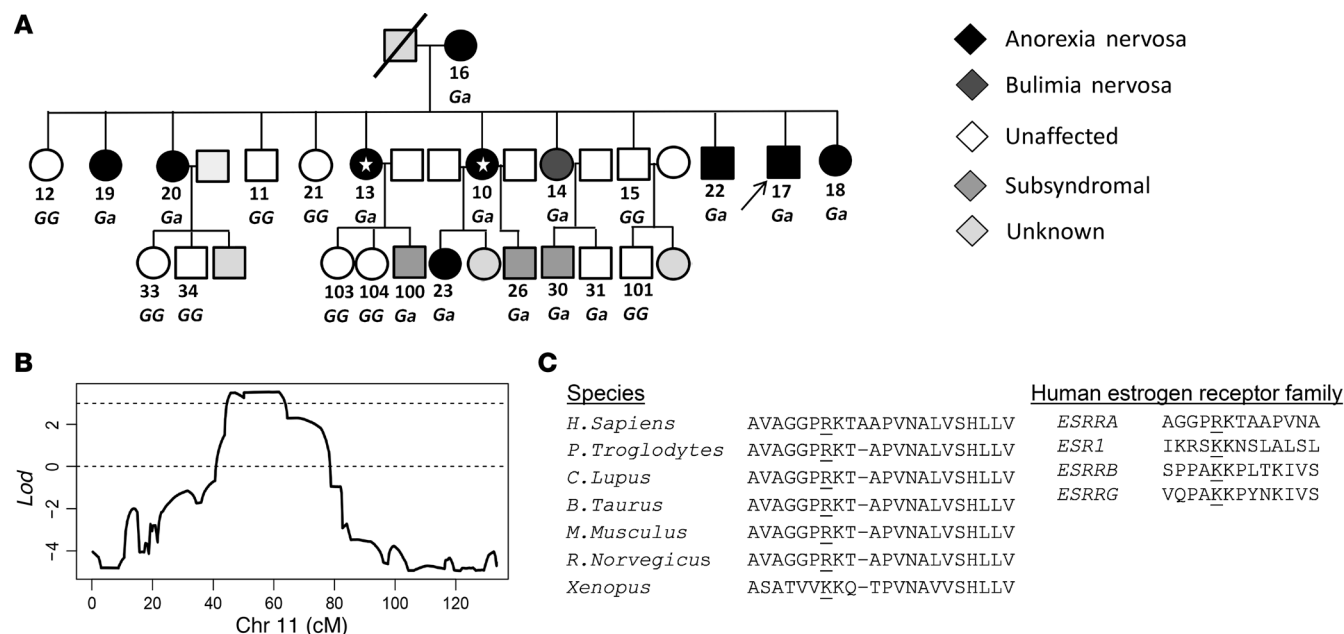 A
16
Ga
Anorexia nervosa
Bulimia nervosa
Unaffected
Subsyndromal
Unknown
12 19 20 11 21 13 10 14 15 22 17 18
GG Ga Ga GG GG Ga Ga Ga GG Ga Ga Ga
33 34 103 104 100 23 26 30 31 101
GG GG GG GG Ga Ga Ga Ga Ga GG
B
Lod
2
0
−2
−4
0 20 40 60 80 100 120
Chr 11 (cM)
C
Species
H.Sapiens AVAGGPRKTAAPVNALVSHLLV
P.Troglodytes AVAGGPRKT-APVNALVSHLLV
C.Lupus AVAGGPRKT-APVNALVSHLLV
B.Taurus AVAGGPRKT-APVNALVSHLLV
M.Musculus AVAGGPRKT-APVNALVSHLLV
R.Norvegicus AVAGGPRKT-APVNALVSHLLV
Xenopus ASATVVKKQ-TPVNAVVSHLLV
Human estrogen receptor family
ESRRA AGGPRKTAAPVNA
ESR1 IKRSKKNSLALSL
ESRRB SPPAKKPLTKIVS
ESRRG VQPAKKPYNKIVS